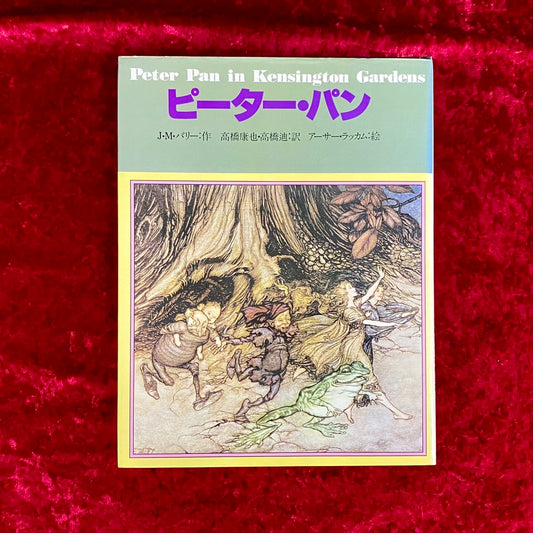 Peter Pan in Kensington Gardens
ピーター・パン
J・M・バリー：作　高橋康也・高橋迪：訳　アーサー・ラッカム：絵